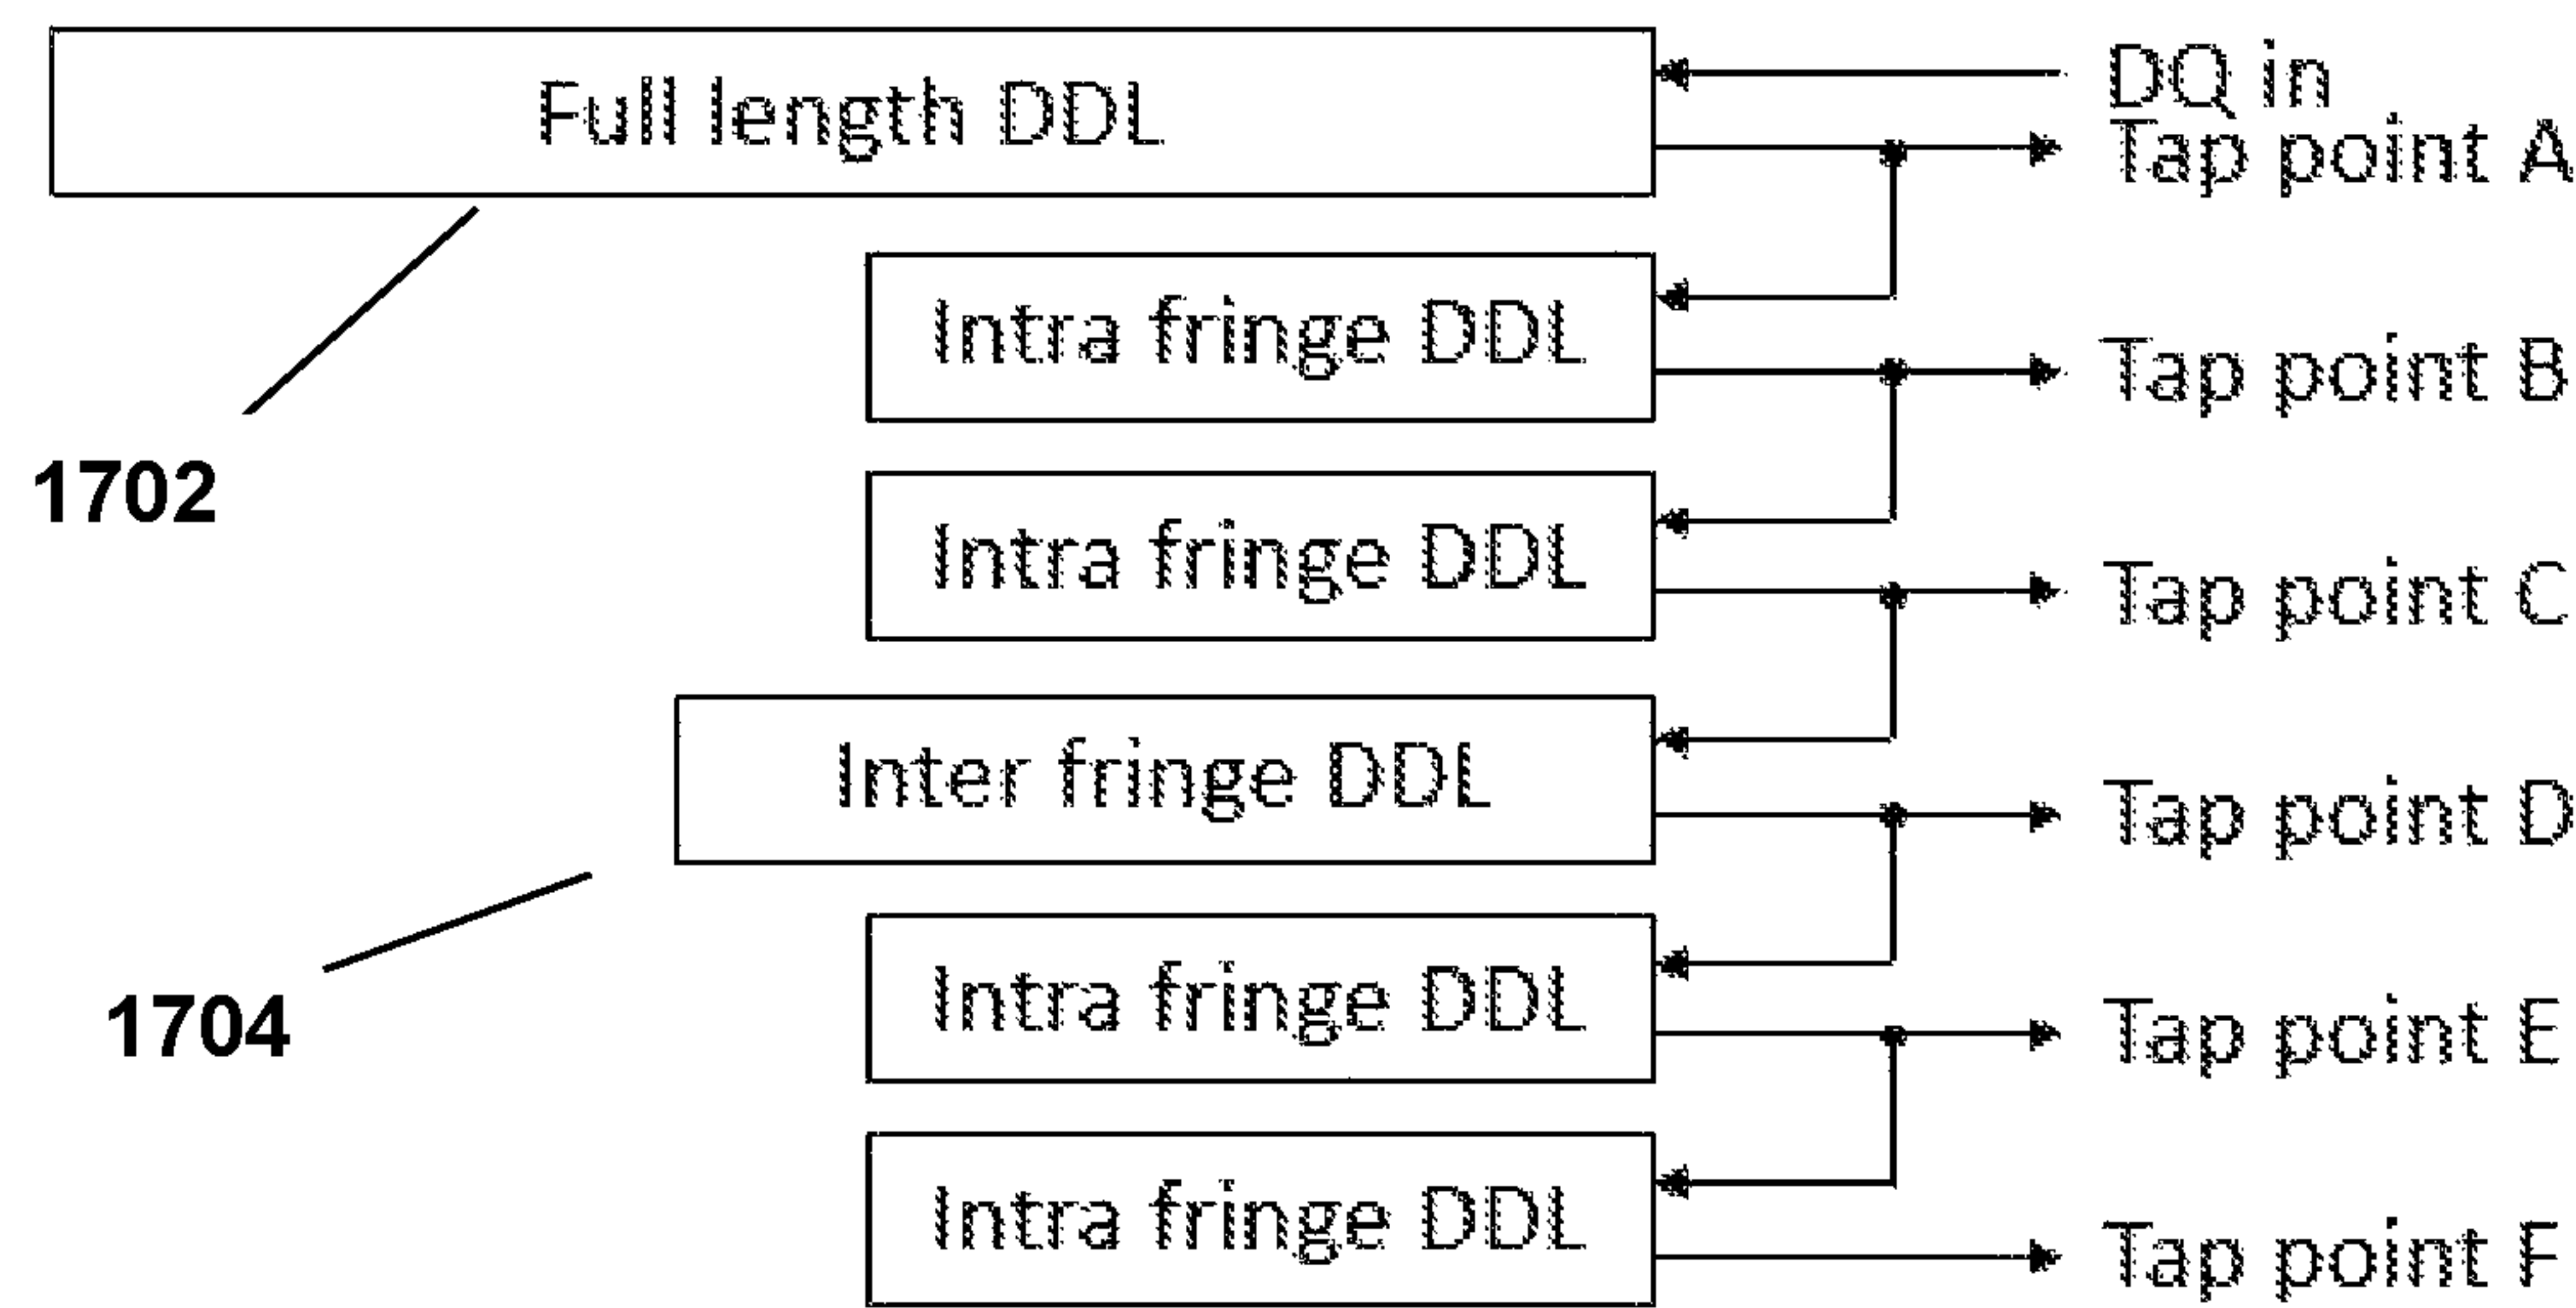 Full length DDL
DQ in
Tap point A
Intra fringe DDL
Tap point B
1702
Intra fringe DDL
Tap point C
Inter fringe DDL
Tap point D
1704
Intra fringe DDL
Tap point E
Intra fringe DDL
Tap point F